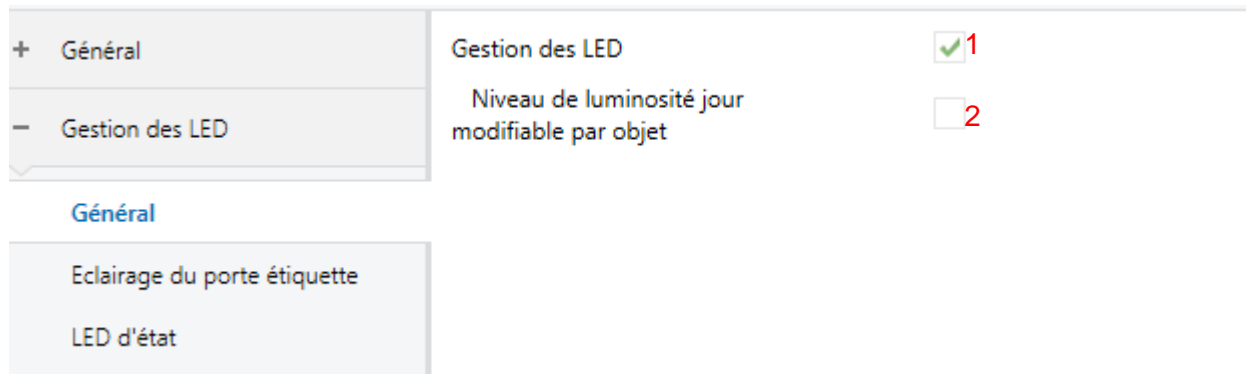 + Général
- Gestion des LED
Général
Eclairage du porte étiquette
LED d'état
Gestion des LED 1
Niveau de luminosité jour
modifiable par objet 2